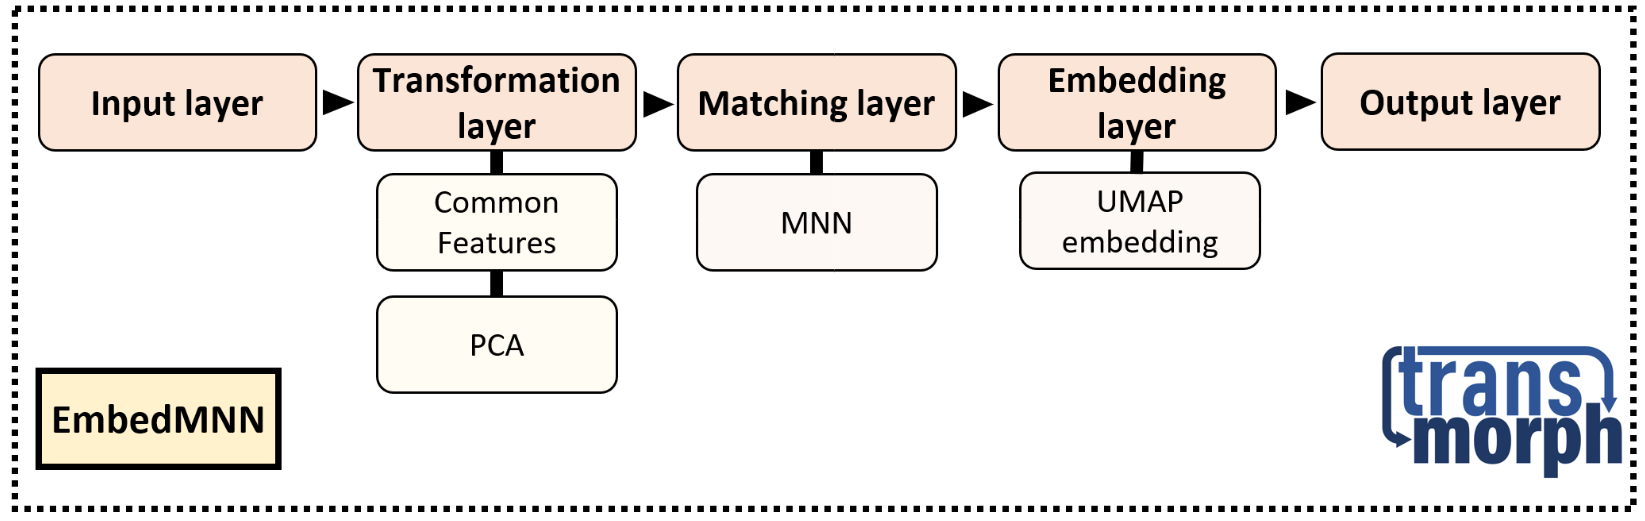 Input layer
Transformation
layer
Matching layer
Embedding
layer
Output layer
Common
Features
MNN
UMAP
embedding
PCA
EmbedMNN
trans
morph